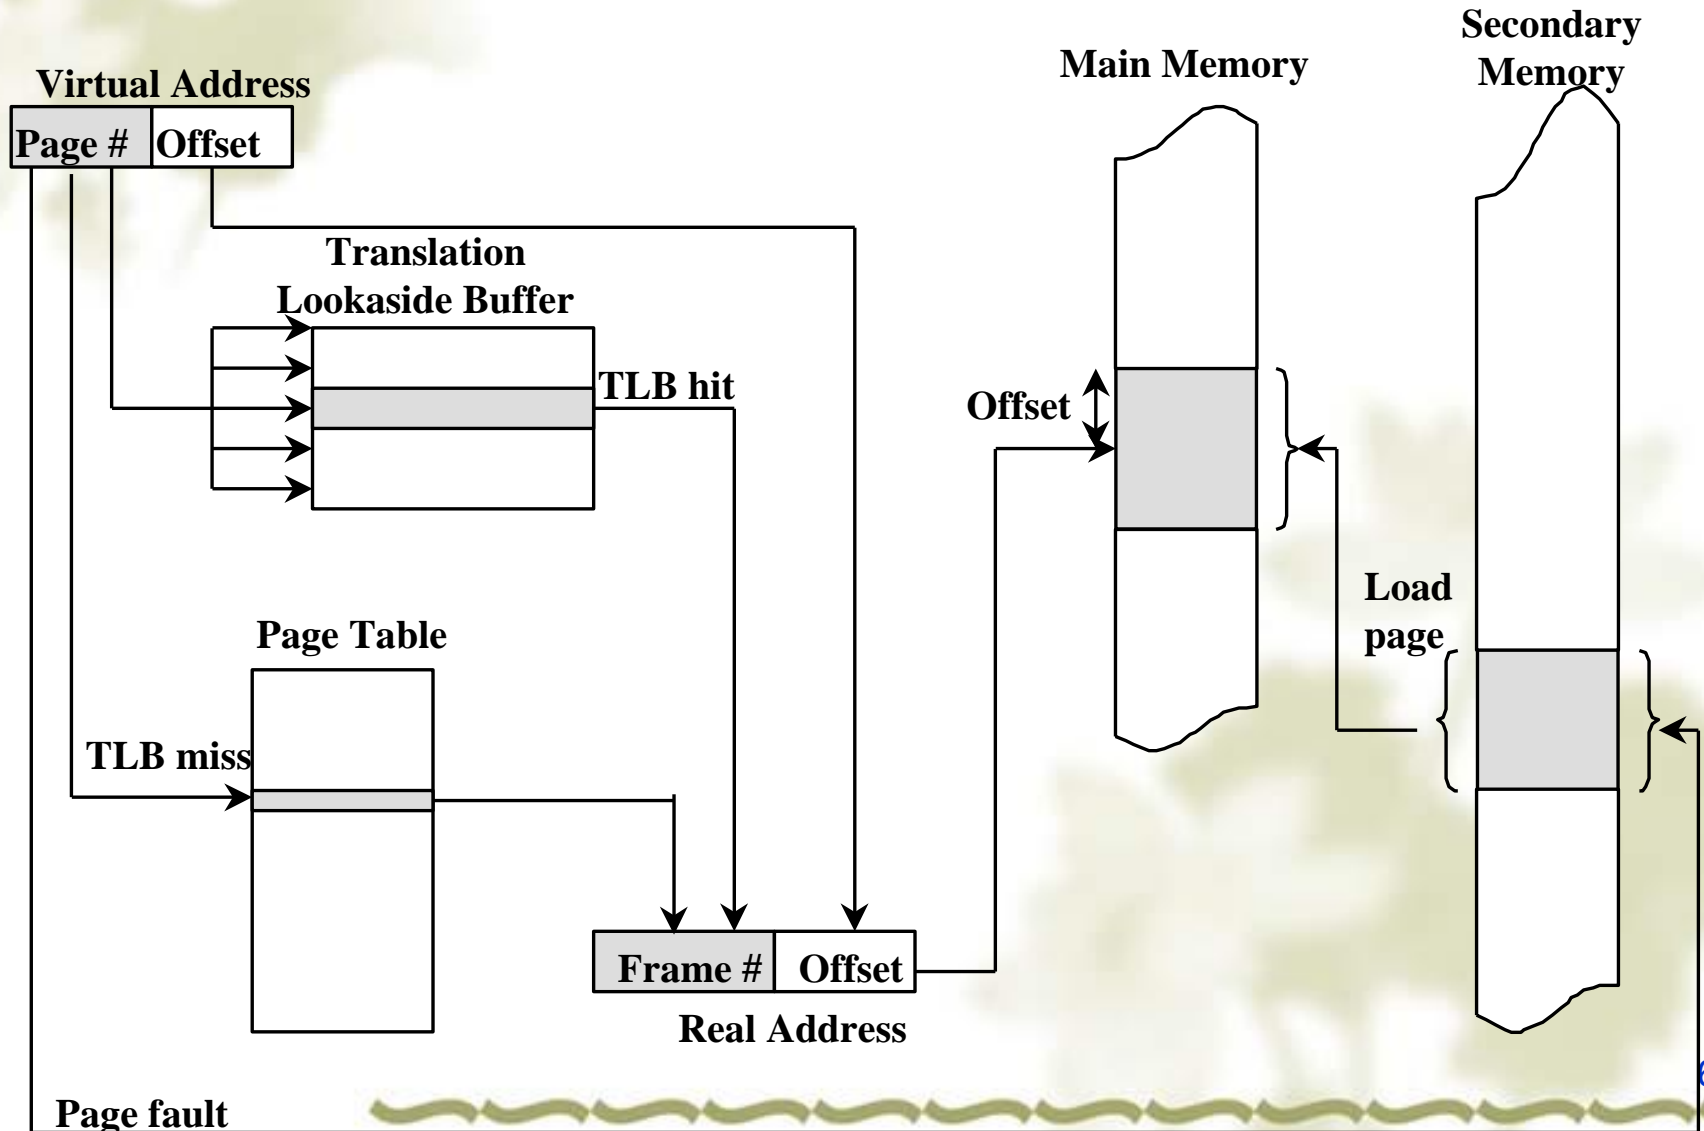 Secondary
Memory
Main Memory
Virtual Address
Page # Offset
Translation
Lookaside Buffer
TLB hit
Offset
Load
page
Page Table
TLB miss
Frame # Offset
Real Address
Page fault